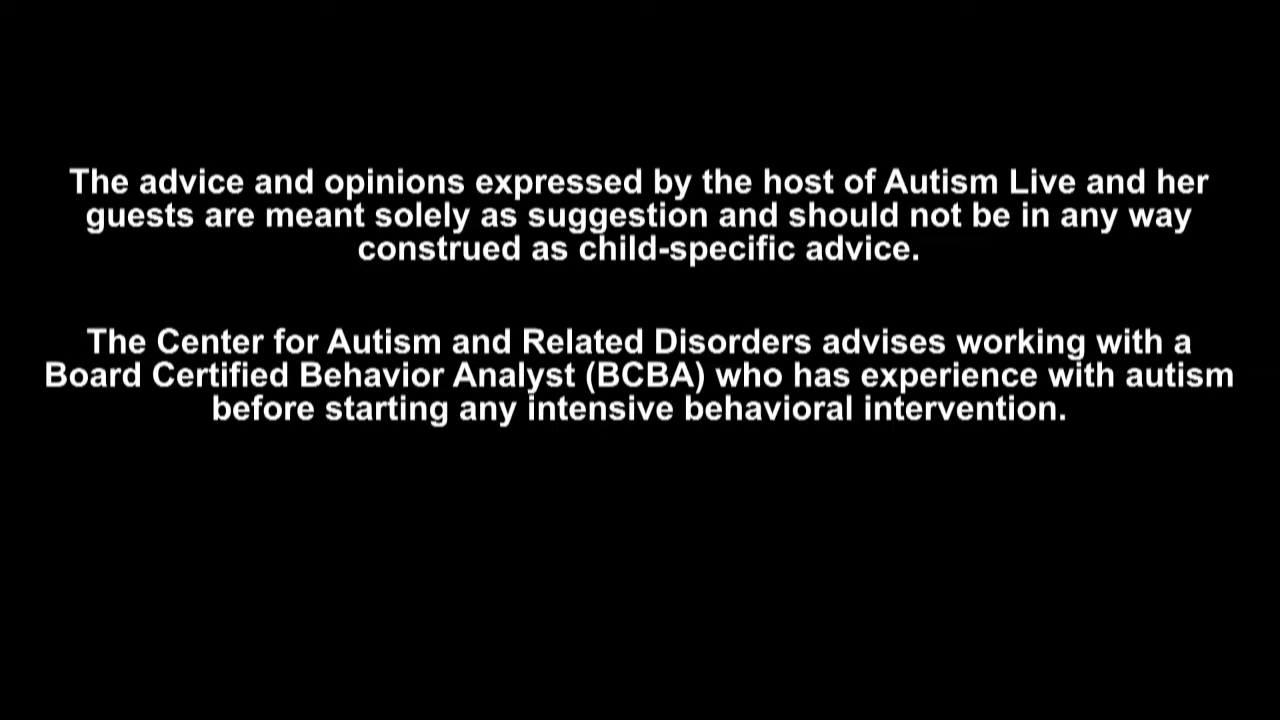 The advice and opinions expressed by the host of Autism Live and her
guests are meant solely as suggestion and should not be in any way
construed as child-specific advice.
The Center for Autism and Related Disorders advises working with a
Board Certified Behavior Analyst (BCBA) who has experience with autism
before starting any intensive behavioral intervention.